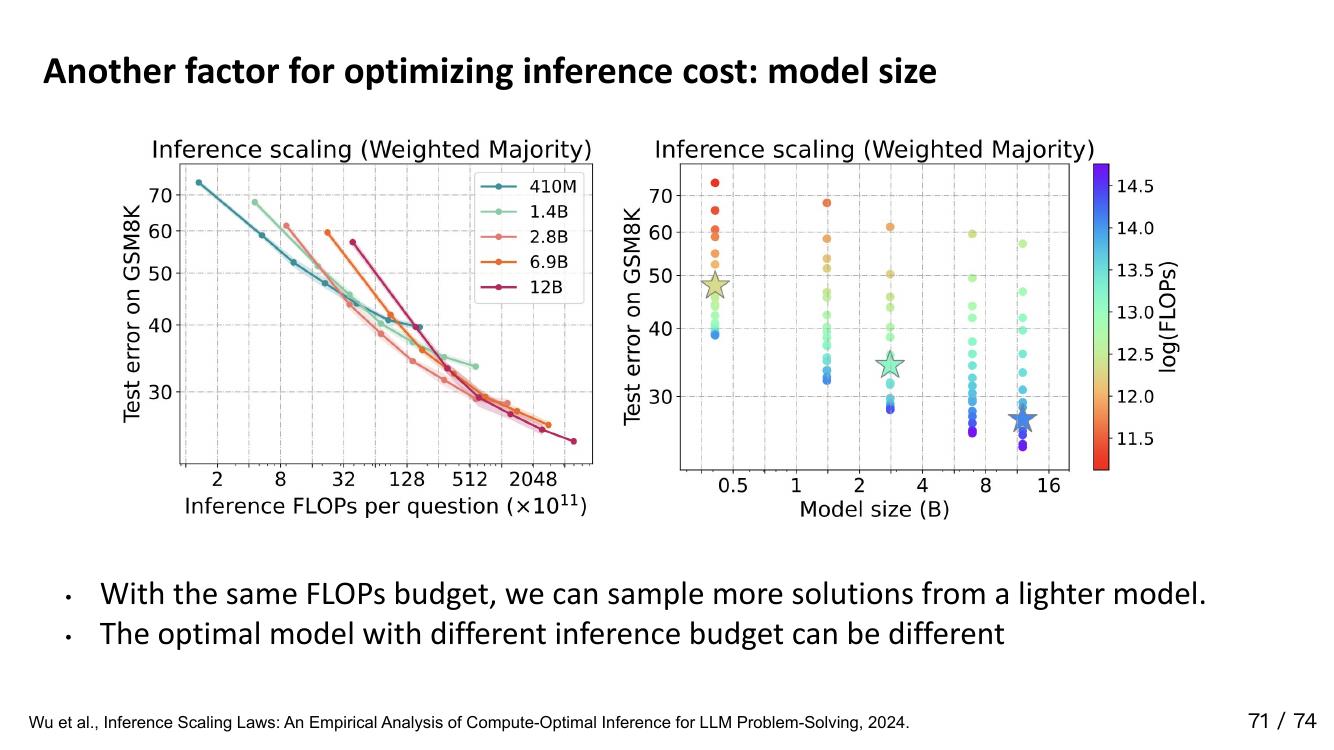 Another factor for optimizing inference cost: model size
Inference scaling (Weighted Majority)
Test error on GSM8K
70
60
50
40
30
410M
1.4B
2.8B
6.9B
12B
2 8 32 128 512 2048
Inference FLOPs per question (×10¹¹)
Inference scaling (Weighted Majority)
Test error on GSM8K
70
60
50
40
30
0.5 1 2 4 8 16
Model size (B)
14.5
14.0
13.5
13.0
12.5
12.0
11.5
log(FLOPs)
• With the same FLOPs budget, we can sample more solutions from a lighter model.
• The optimal model with different inference budget can be different
Wu et al., Inference Scaling Laws: An Empirical Analysis of Compute-Optimal Inference for LLM Problem-Solving, 2024.
71 / 74